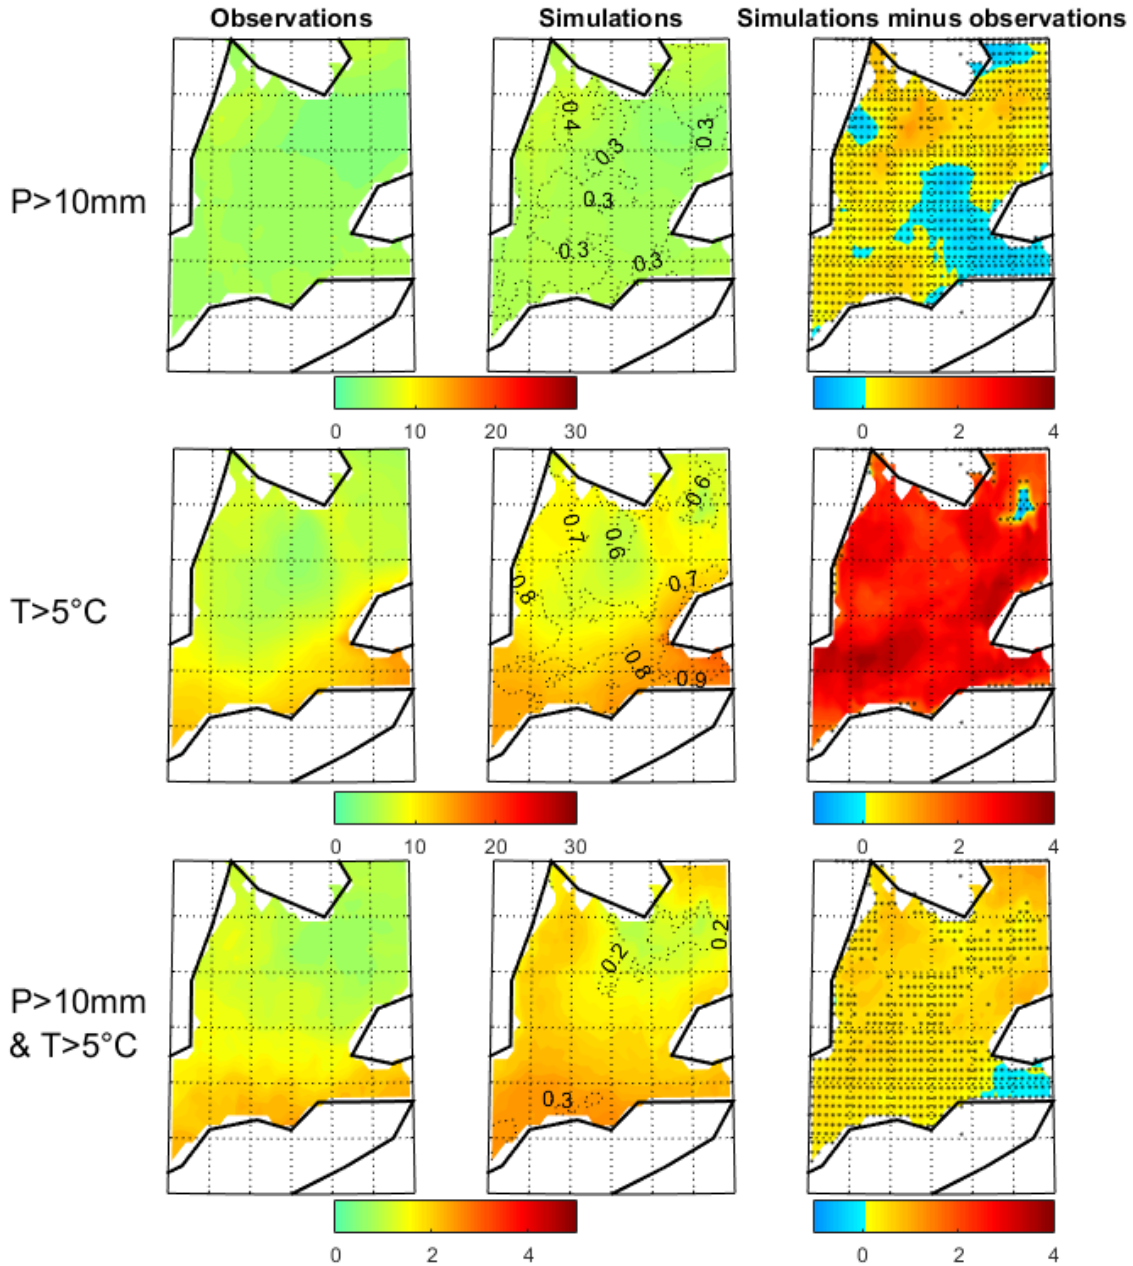 Observations Simulations Simulations minus observations
P>10mm
0.4 0.3 0.3 0.3 0.3 0.3
0 10 20 30 0 2 4
T>5°C
0.6 0.7 0.6 0.8 0.7 0.8 0.9
0 10 20 30 0 2 4
P>10mm
& T>5°C
0.2 0.2 0.3
0 2 4 0 2 4